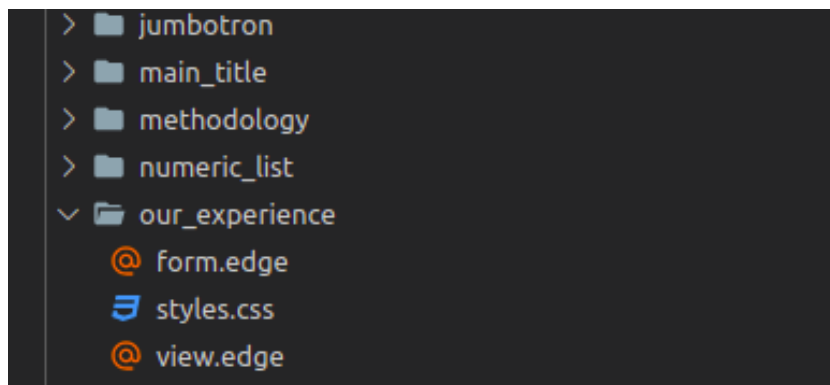 jumbotron
main_title
methodology
numeric_list
our_experience
form.edge
styles.css
view.edge